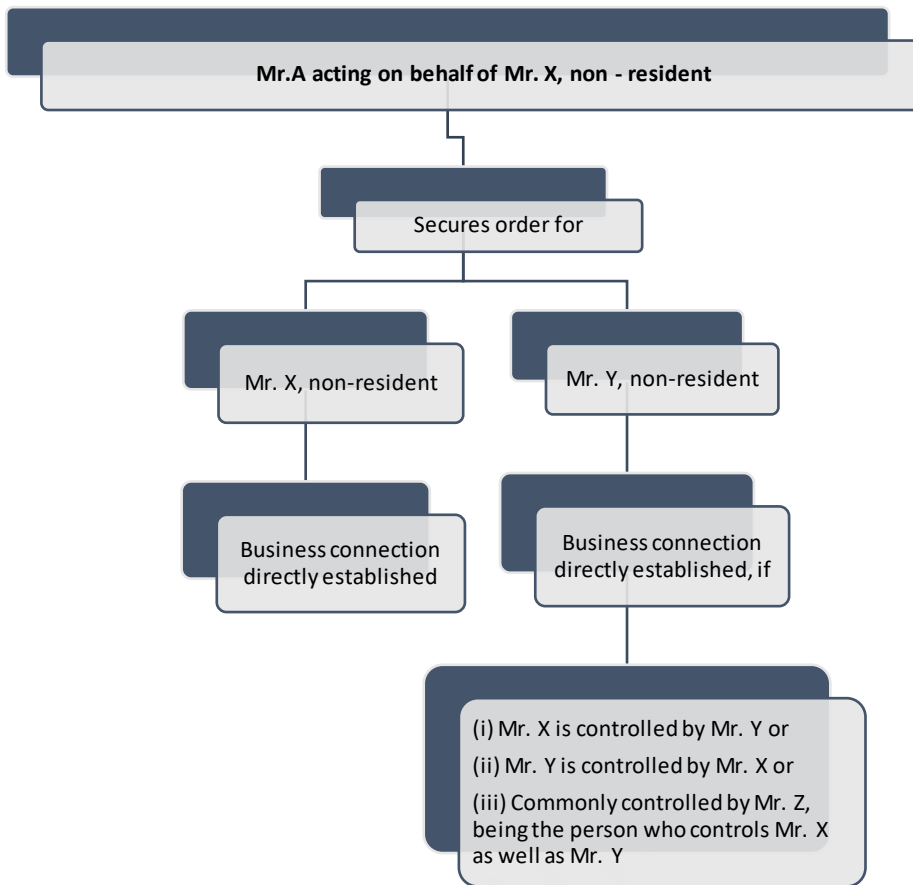 Mr.A acting on behalf of Mr. X, non - resident
Secures order for
Mr. X, non-resident
Mr. Y, non-resident
Business connection
directly established
Business connection
directly established, if
(i) Mr. X is controlled by Mr. Y or
(ii) Mr. Y is controlled by Mr. X or
(iii) Commonly controlled by Mr. Z,
being the person who controls Mr. X
as well as Mr. Y